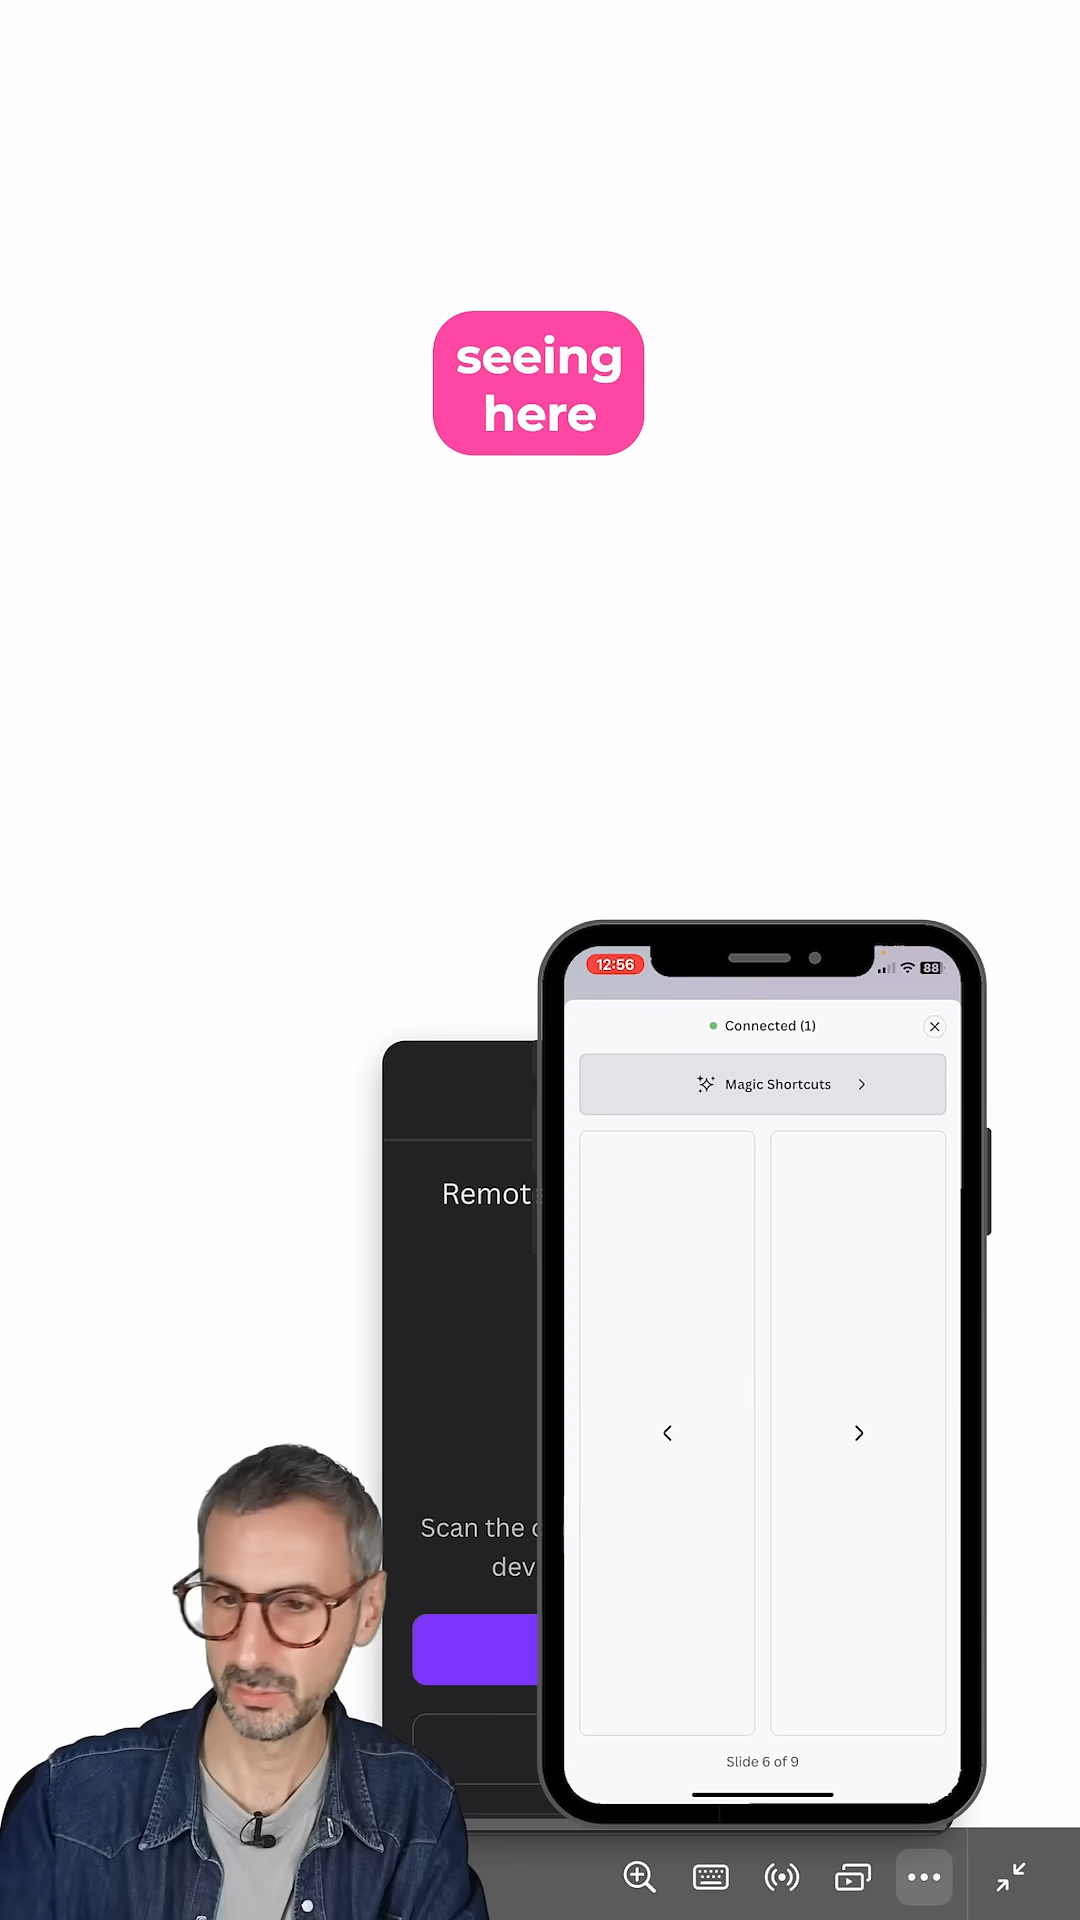 seeing
here
12:56
88
Connected (1)
Magic Shortcuts
Remot
Scan the
dev
Slide 6 of 9